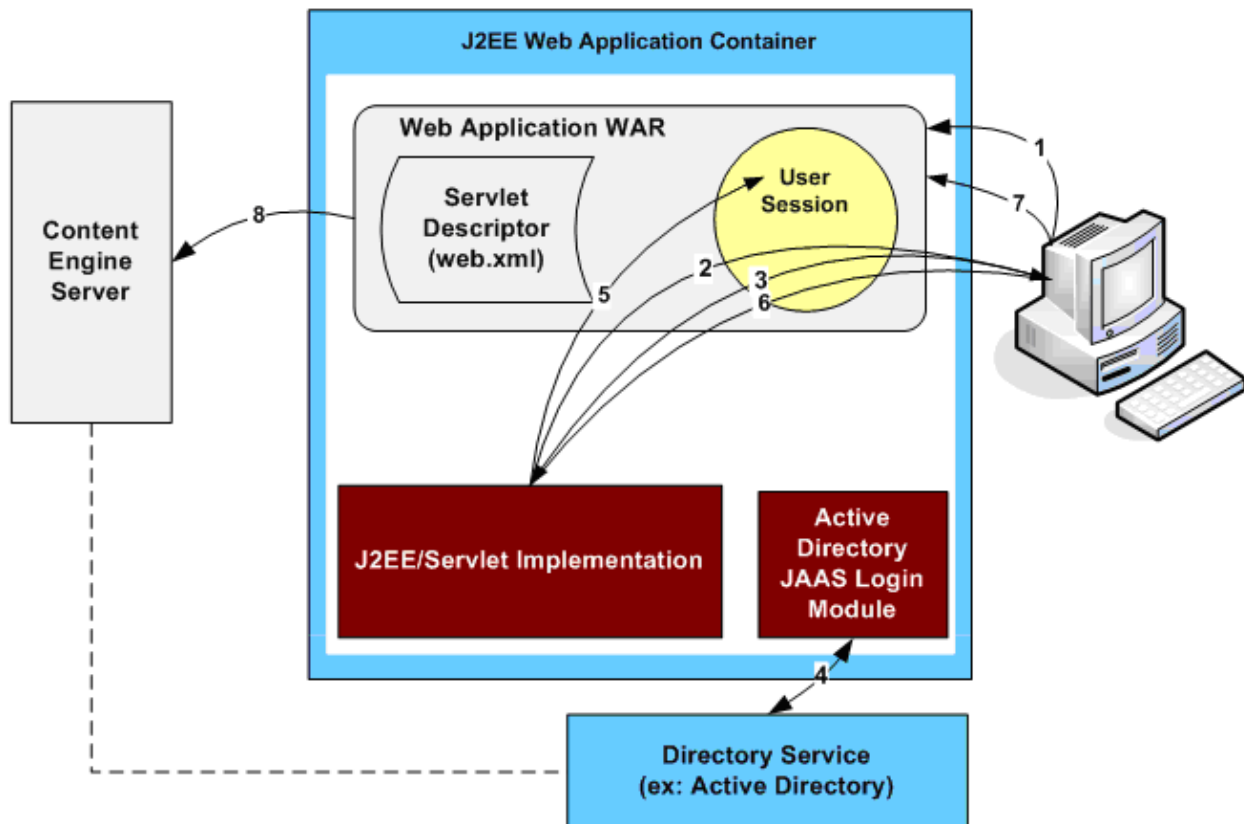 J2EE Web Application Container
Web Application WAR
Servlet
Descriptor
(web.xml)
User
Session
Content
Engine
Server
1
7
8
2
3
5
6
J2EE/Servlet Implementation
Active
Directory
JAAS Login
Module
4
Directory Service
(ex: Active Directory)